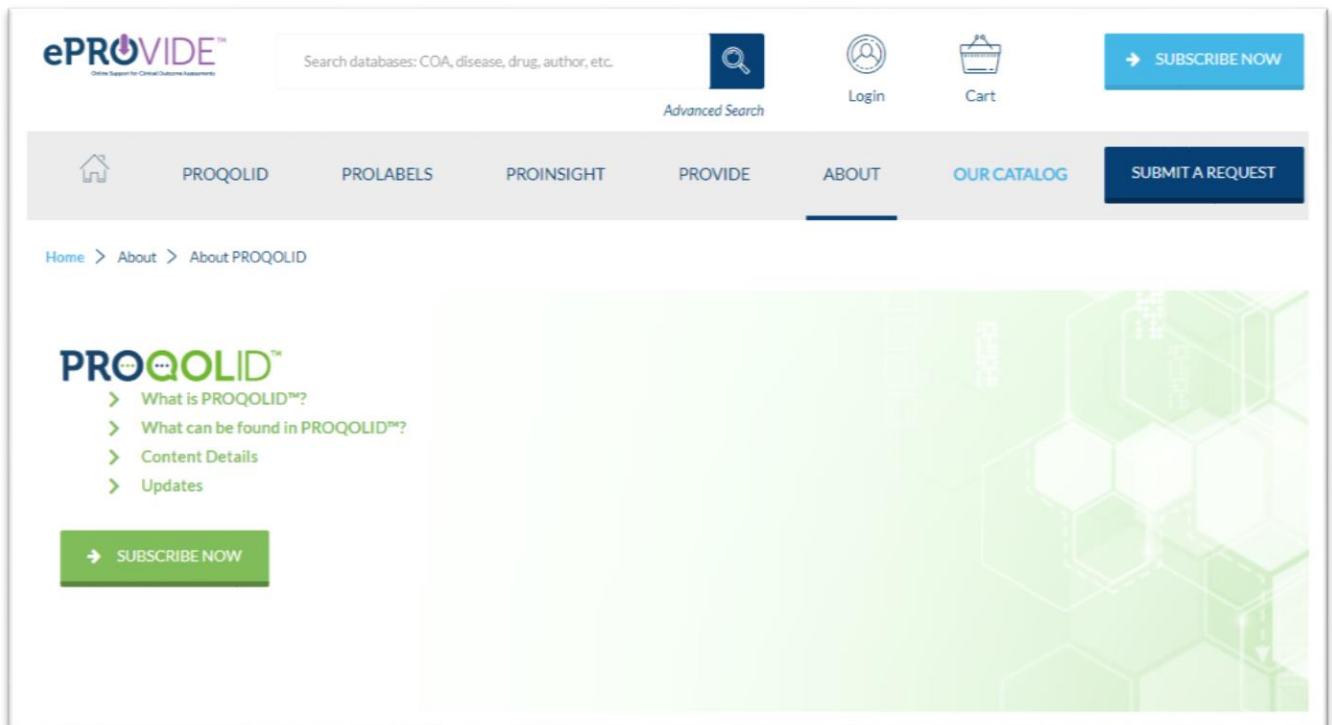 ePROVIDE™
Online Support for Clinical Outcome Assessments
Search databases: COA, disease, drug, author, etc.
Advanced Search
Login
Cart
SUBSCRIBE NOW
PROQOLID
PROLABELS
PROINSIGHT
PROVIDE
ABOUT
OUR CATALOG
SUBMIT A REQUEST
Home > About > About PROQOLID
PROQOLID™
What is PROQOLID™?
What can be found in PROQOLID™?
Content Details
Updates
SUBSCRIBE NOW